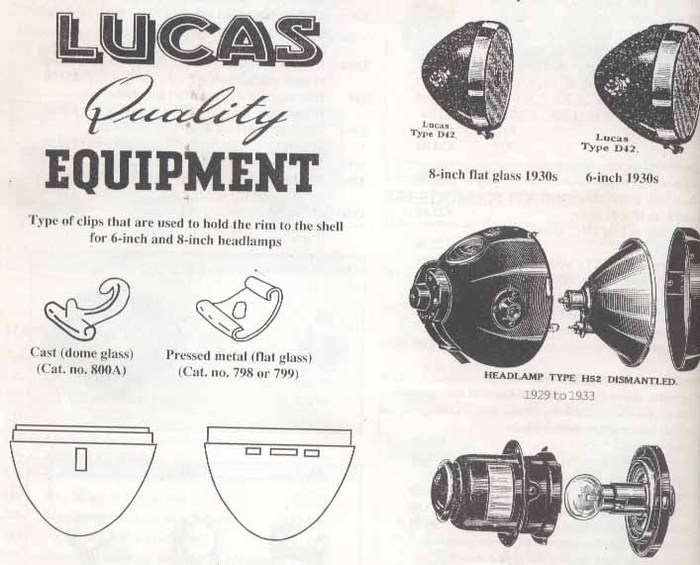 LUCAS
Quality
EQUIPMENT
Type of clips that are used to hold the rim to the shell
for 6-inch and 8-inch headlamps
Cast (dome glass)
(Cat. no. 800A)
Pressed metal (flat glass)
(Cat. no. 798 or 799)
Lucas
Type D42.
Lucas
Type D42.
8-inch flat glass 1930s
6-inch 1930s
HEADLAMP TYPE H52 DISMANTLED.
1929 to 1933